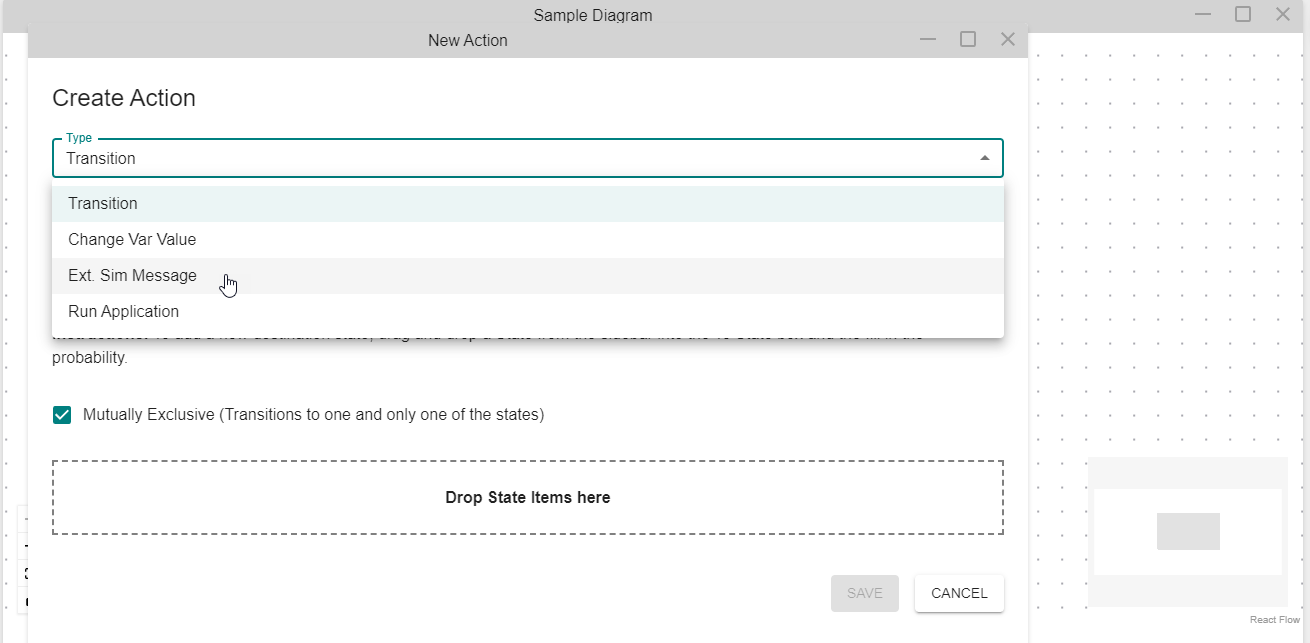 Sample Diagram
New Action
Create Action
Type
Transition
Transition
Change Var Value
Ext. Sim Message
Run Application
probability.
Mutually Exclusive (Transitions to one and only one of the states)
Drop State Items here
SAVE
CANCEL
React Flow